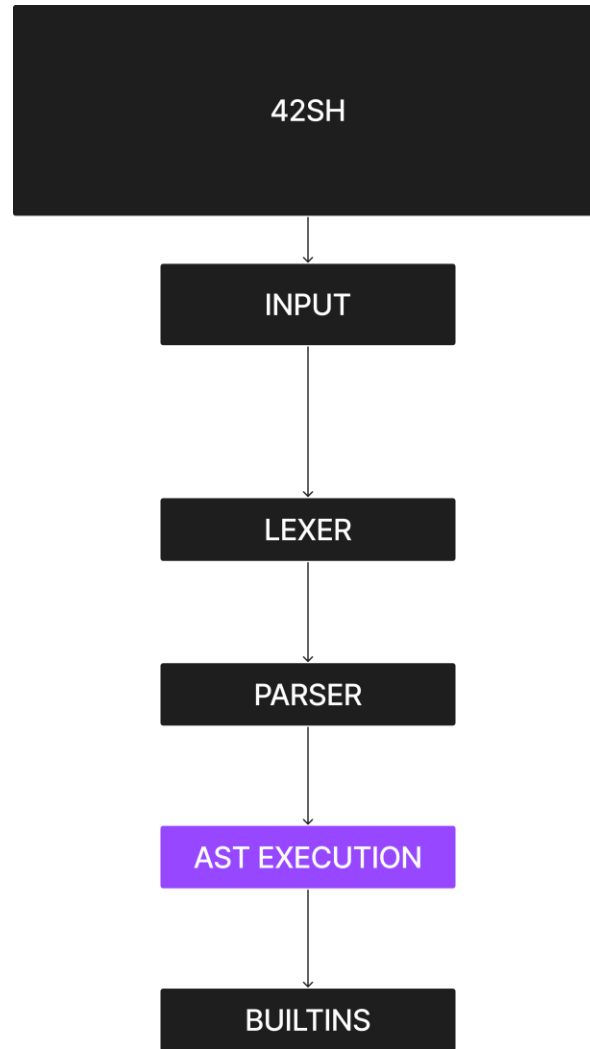 42SH
INPUT
LEXER
PARSER
AST EXECUTION
BUILTINS